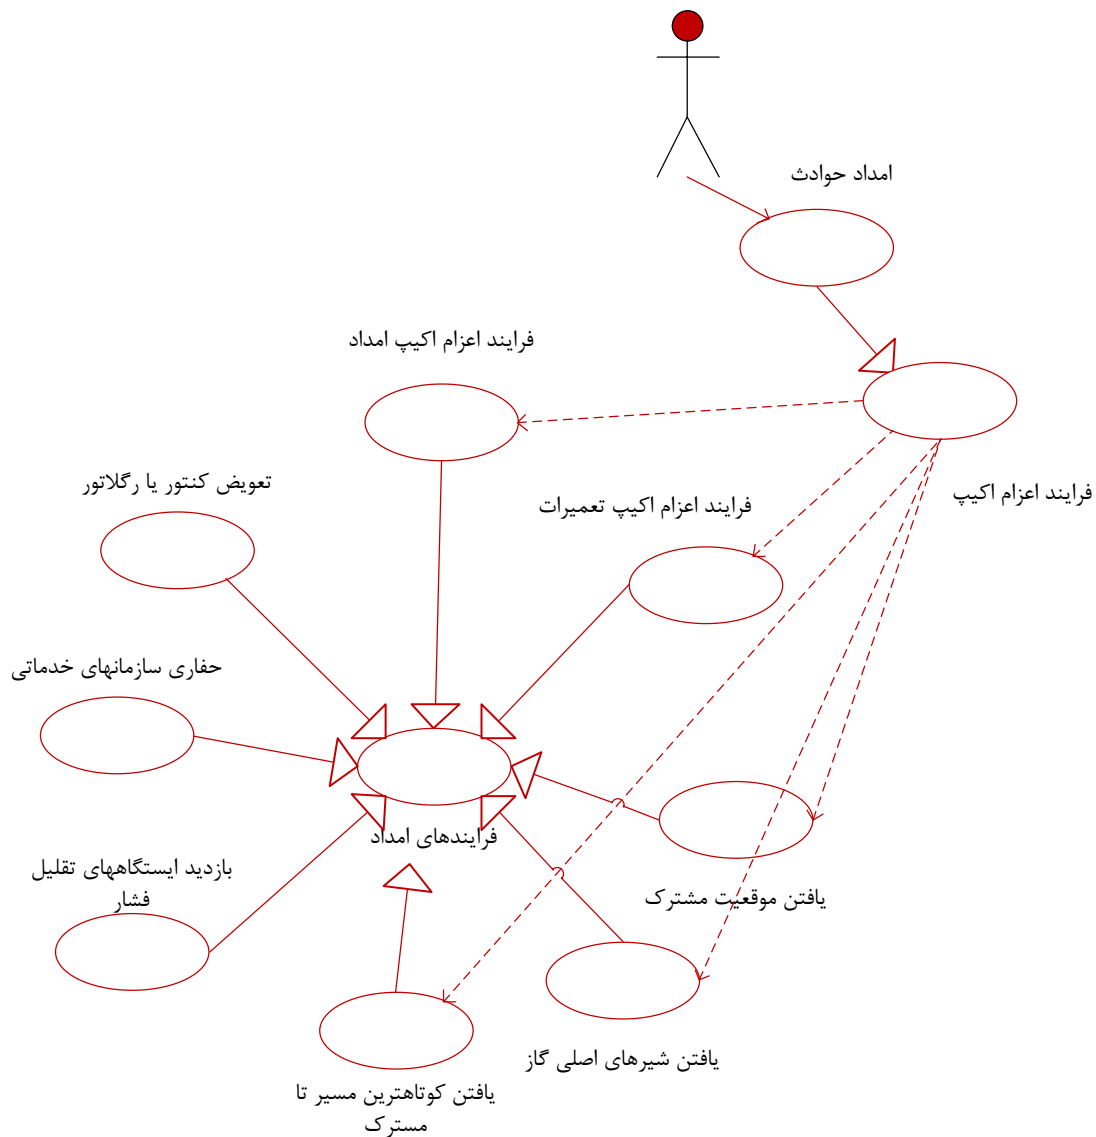 امداد حوادث
فرایند اعزام اکیپ امداد
تعویض کنتور یا رگلاتور
فرایند اعزام اکیپ تعمیرات
فرایند اعزام اکیپ
حفاری سازمانهای خدماتی
فرایندهای امداد
بازدید ایستگاههای تقلیل
فشار
یافتن موقعیت مشترک
یافتن شیرهای اصلی گاز
یافتن کوتاهترین مسیر تا
مسترک